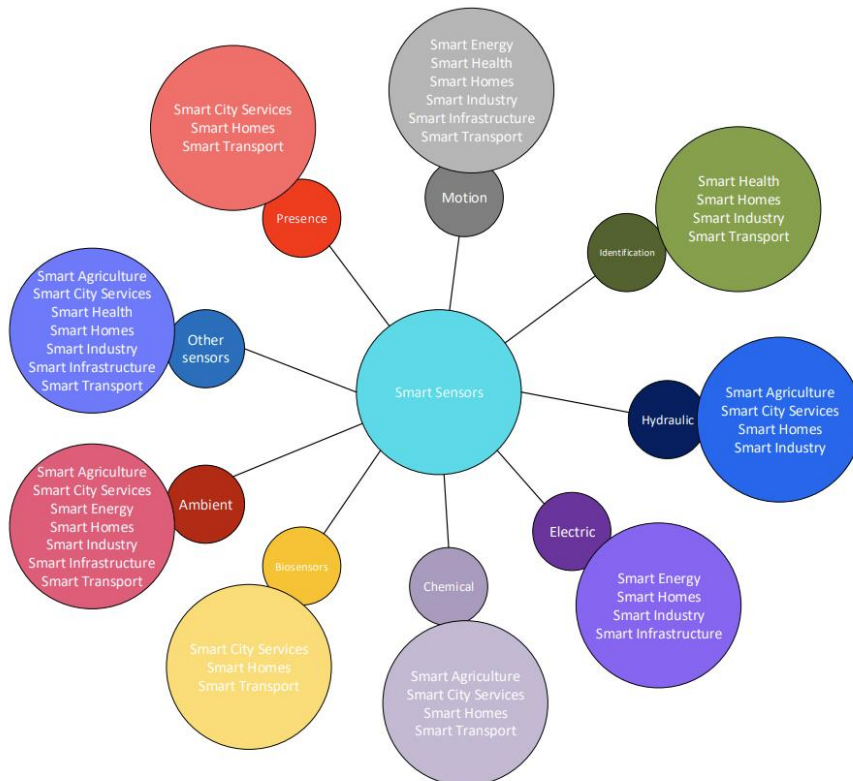 Smart Energy
Smart Health
Smart Homes
Smart Industry
Smart Infrastructure
Smart Transport
Motion
Smart City Services
Smart Homes
Smart Transport
Presence
Smart Health
Smart Homes
Smart Industry
Smart Transport
Identification
Smart Agriculture
Smart City Services
Smart Health
Smart Homes
Smart Industry
Smart Infrastructure
Smart Transport
Other
sensors
Smart Sensors
Hydraulic
Smart Agriculture
Smart City Services
Smart Homes
Smart Industry
Smart Agriculture
Smart City Services
Smart Energy
Smart Homes
Smart Industry
Smart Infrastructure
Smart Transport
Ambient
Electric
Smart Energy
Smart Homes
Smart Industry
Smart Infrastructure
Biosensors
Smart City Services
Smart Homes
Smart Transport
Chemical
Smart Agriculture
Smart City Services
Smart Homes
Smart Transport